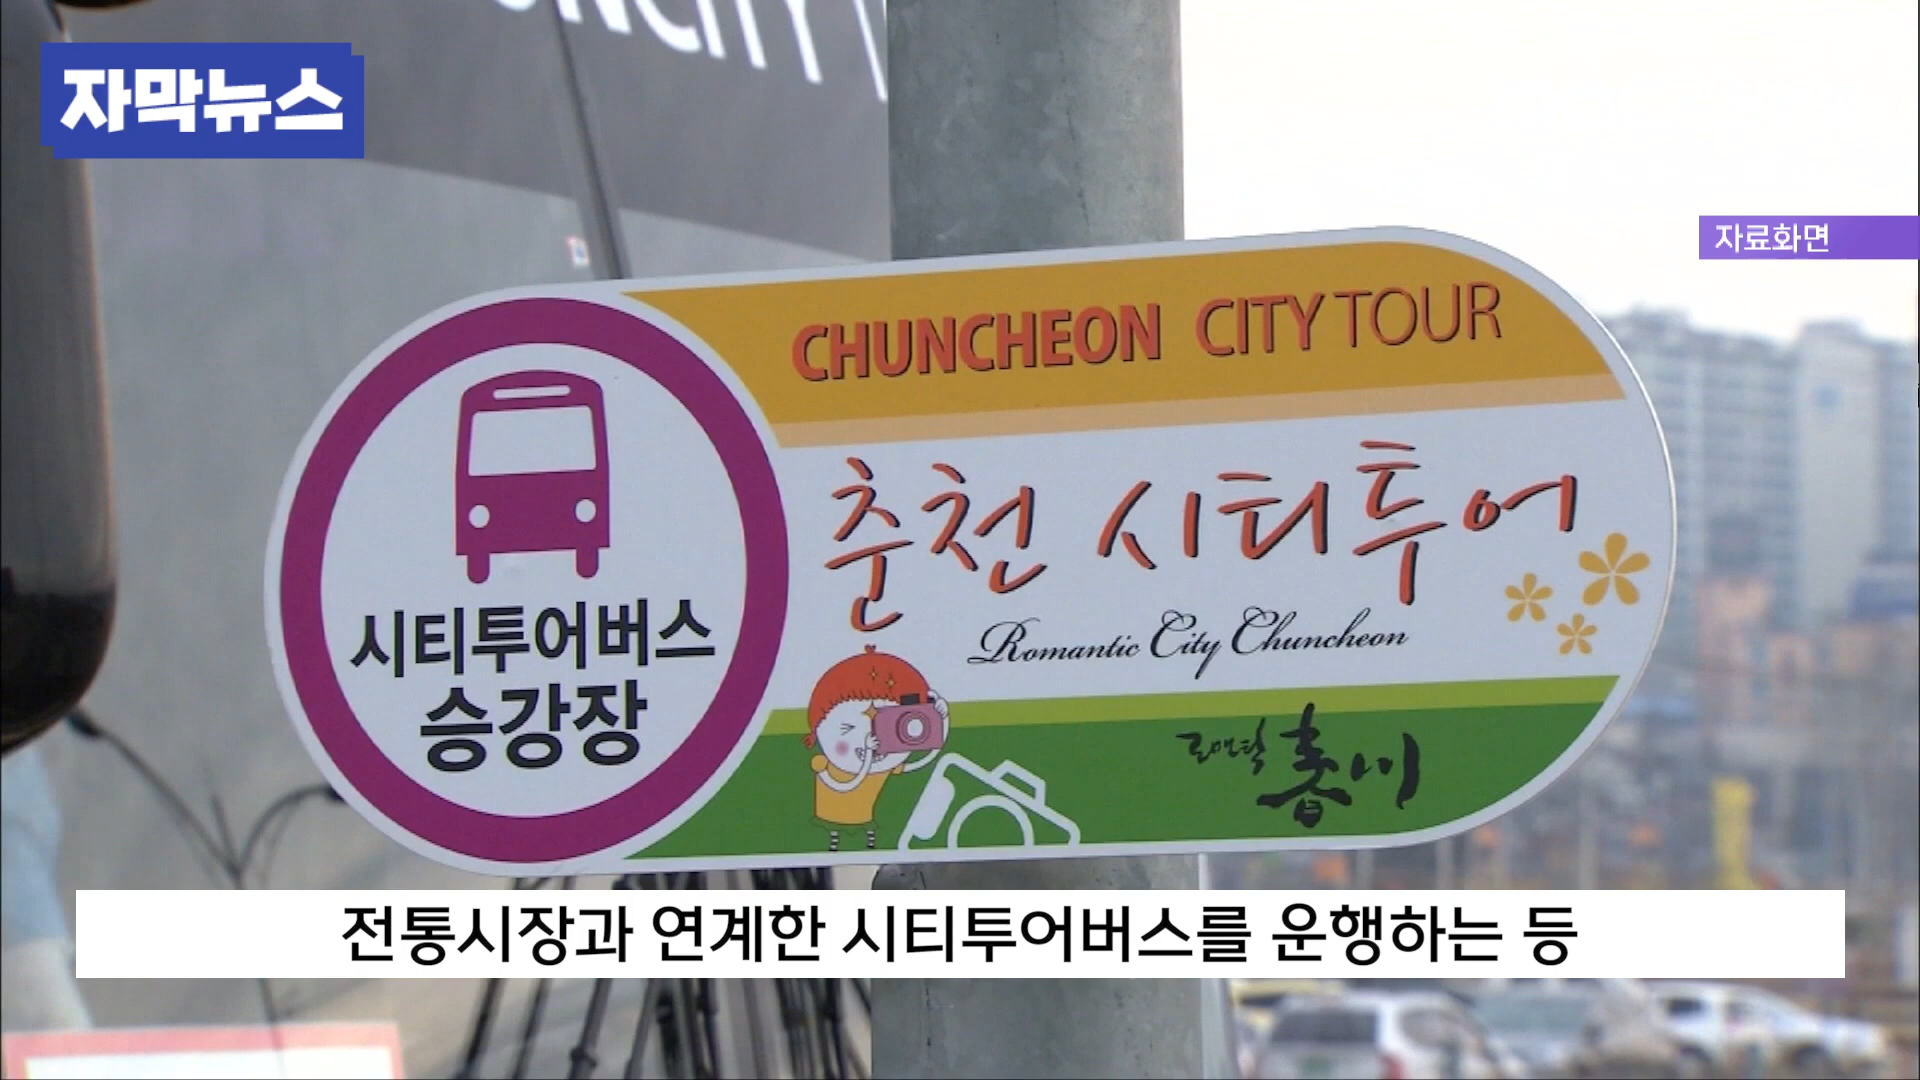 자막뉴스
자료화면
CHUNCHEON CITY TOUR
춘천 시티투어
Romantic City Chuncheon
로맨틱 春川
시티투어버스
승강장
전통시장과 연계한 시티투어버스를 운행하는 등